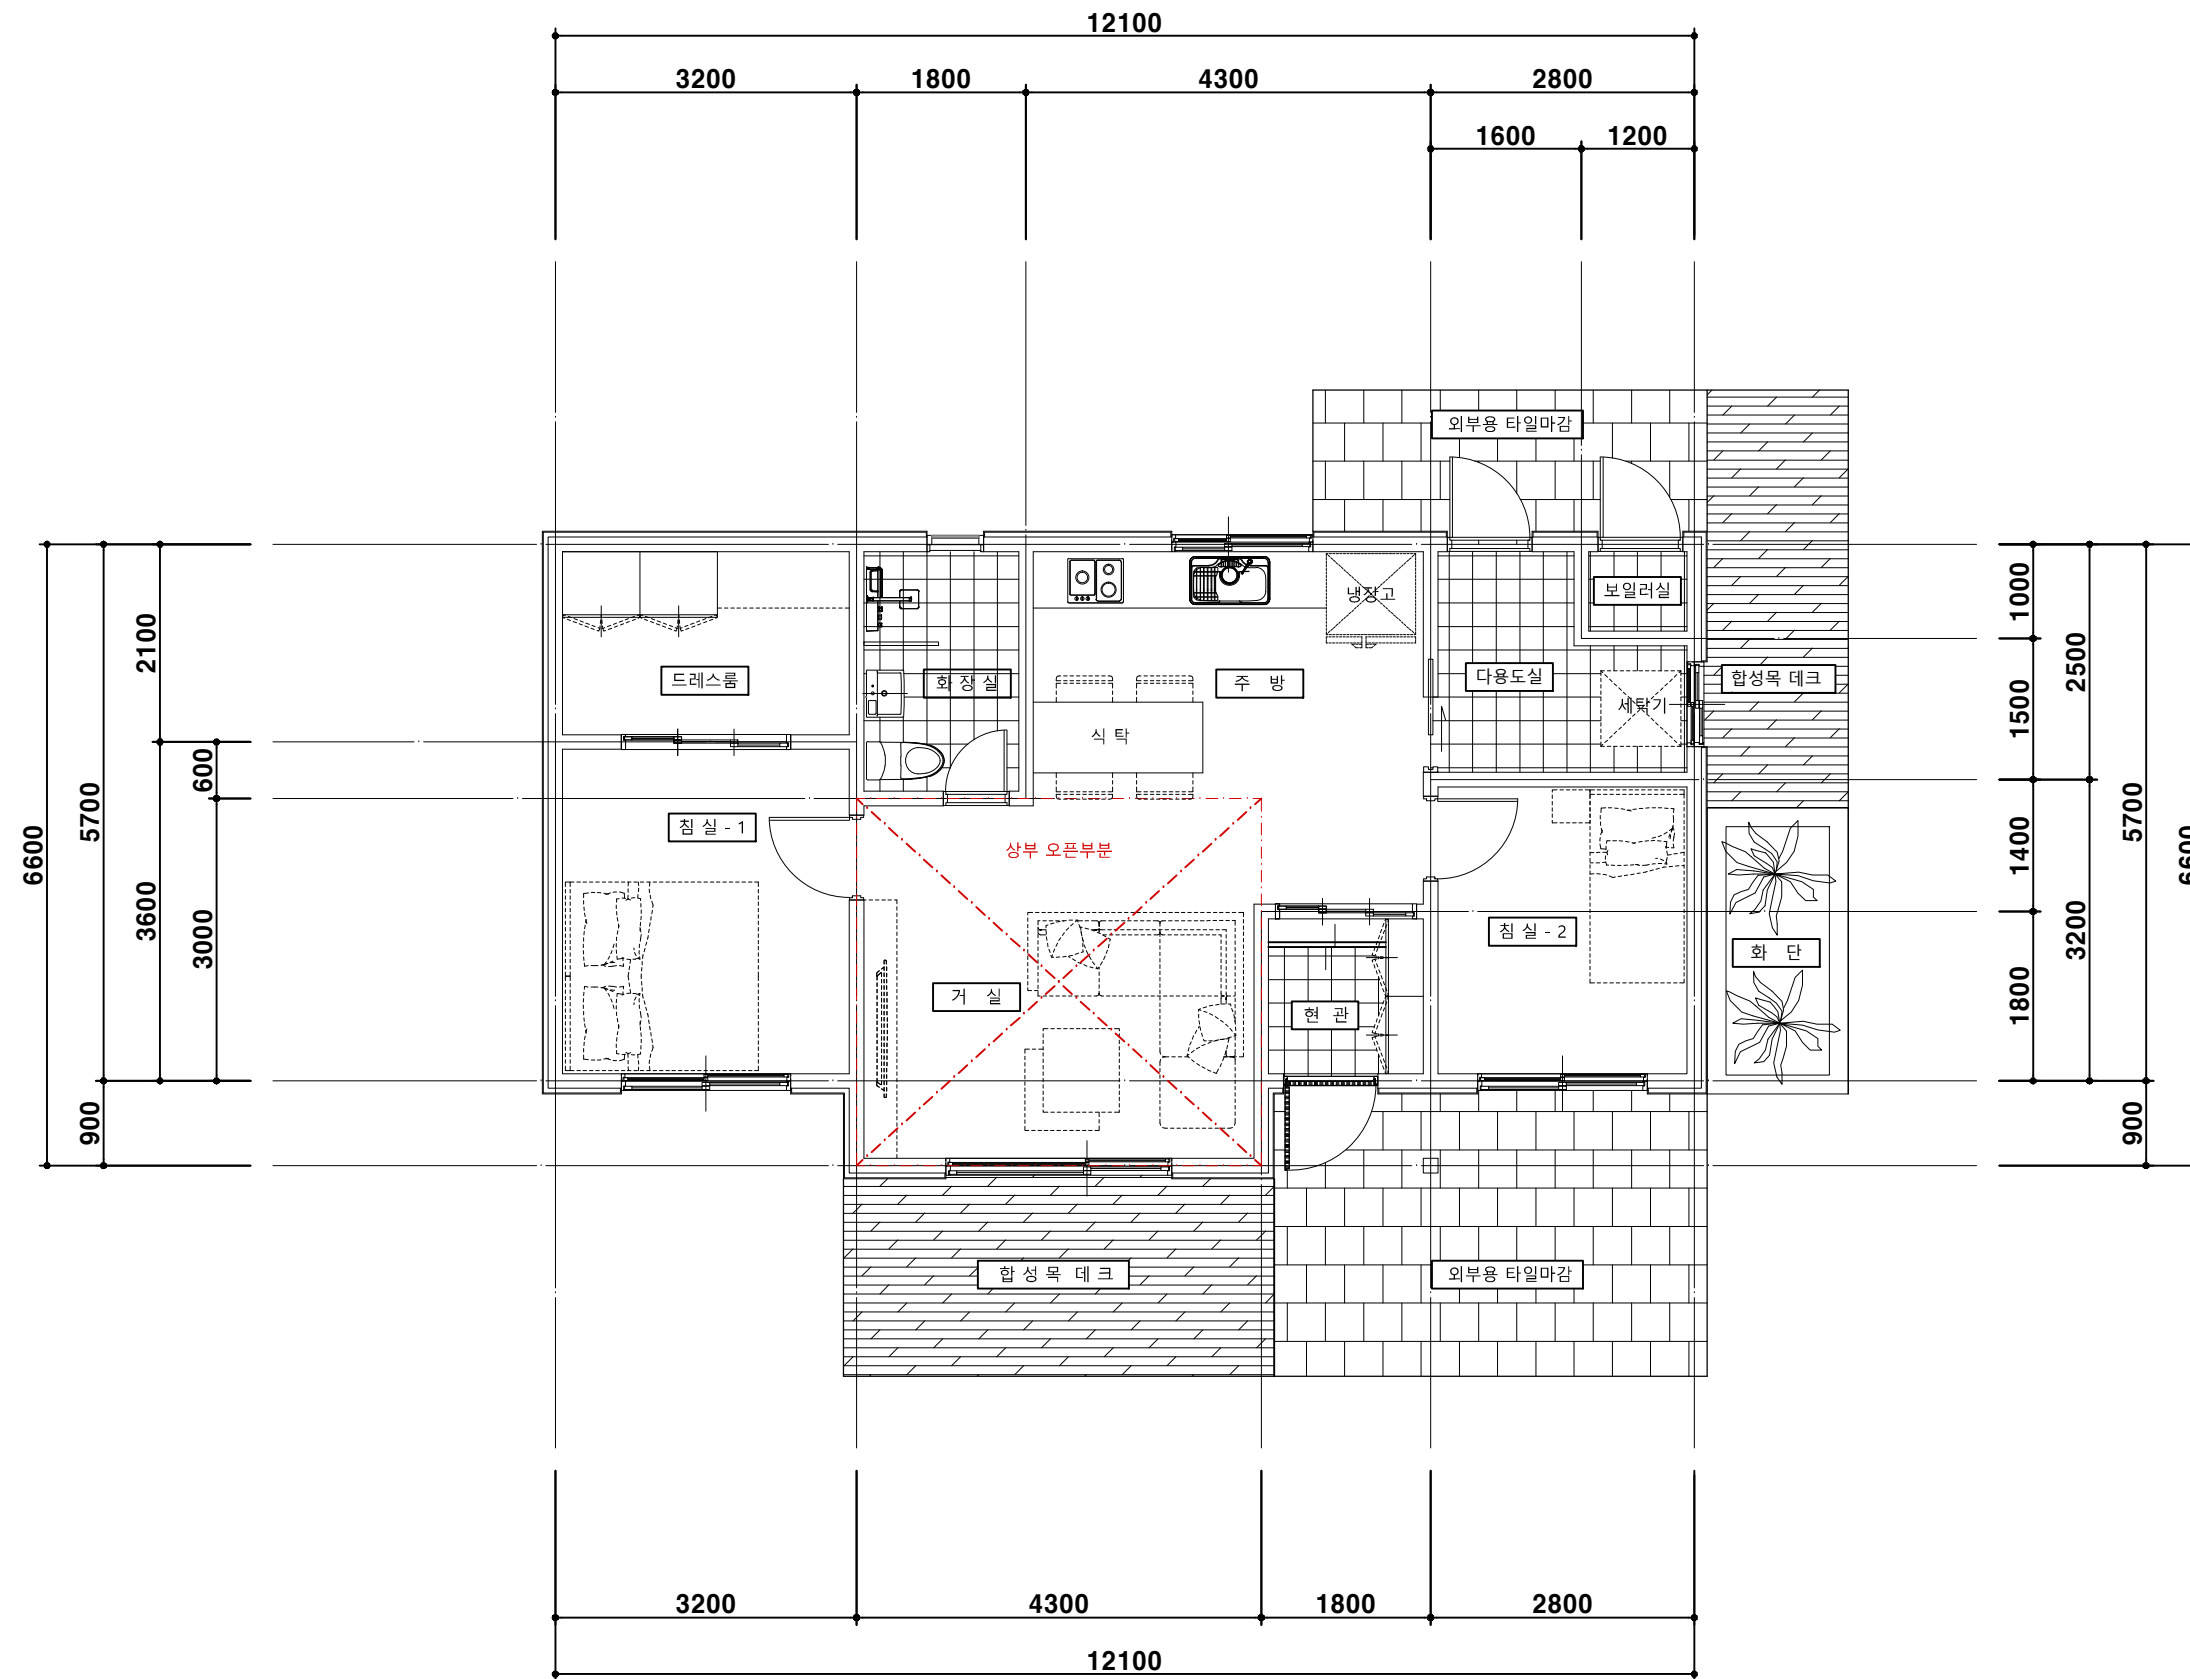 12100
3200 1800 4300 2800
1600 1200
외부용 타일마감
냉장고
보일러실
드레스룸
화 장 실
주 방
다용도실
합성목 데크
세탁기
식 탁
침 실 - 1
상부 오픈부분
침 실 - 2
화 단
거 실
현 관
합 성 목 데 크
외부용 타일마감
6600
5700
900
2100
3600
600
3000
1000
1500
1400
1800
2500
3200
5700
900
6600
3200 4300 1800 2800
12100